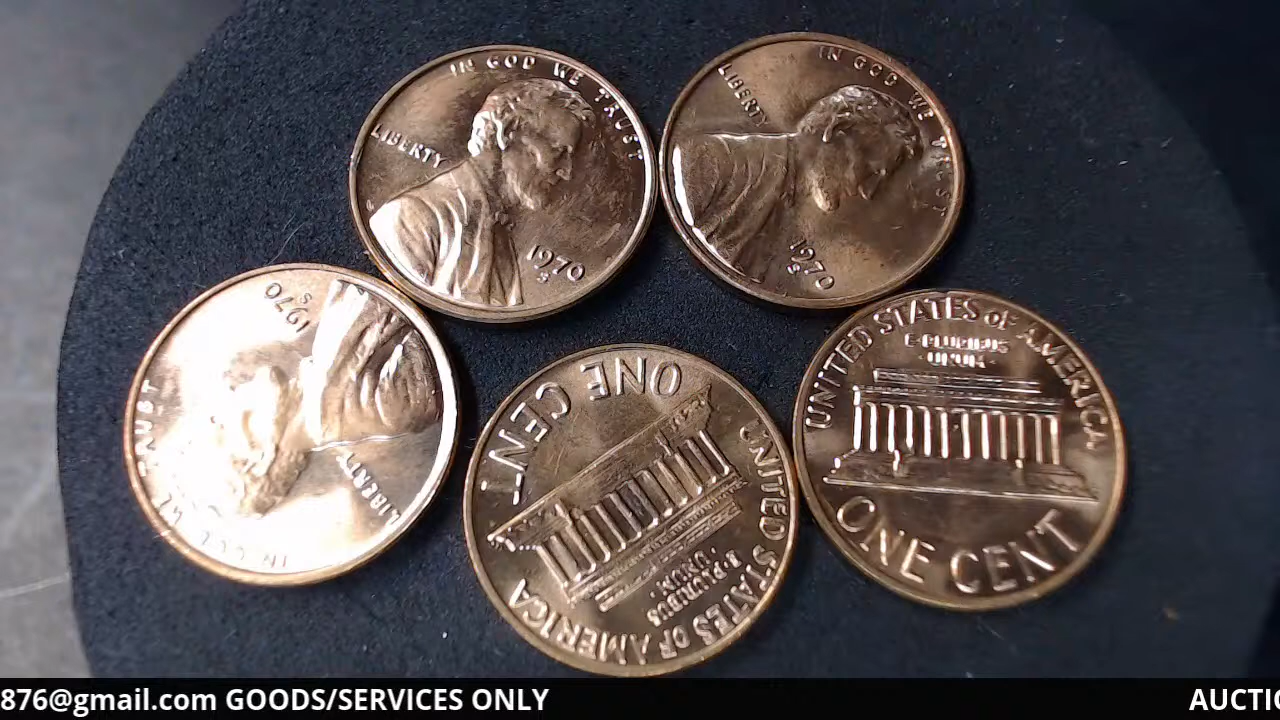 IN GOD WE TRUST
LIBERTY
1970
S
IN GOD WE TRUST
LIBERTY
1970
S
1970
S
LIBERTY
IN
ONE CENT
UNITED STATES OF AMERICA
E·PLURIBUS
·UNUM·
UNITED STATES OF AMERICA
E·PLURIBUS
·UNUM·
ONE CENT
876@gmail.com GOODS/SERVICES ONLY
AUCTIO